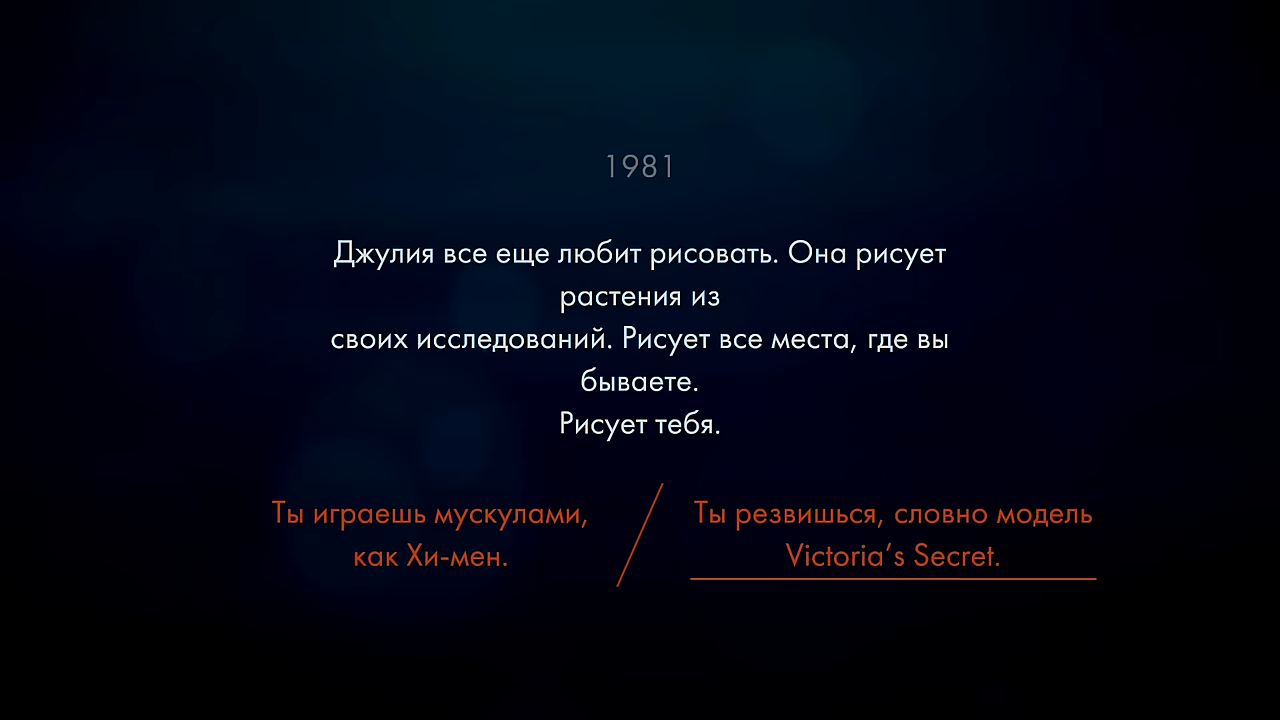 1981
Джулия все еще любит рисовать. Она рисует
растения из
своих исследований. Рисует все места, где вы
бываете.
Рисует тебя.
Ты играешь мускулами,
как Хи-мен.
Ты резвишься, словно модель
Victoria’s Secret.